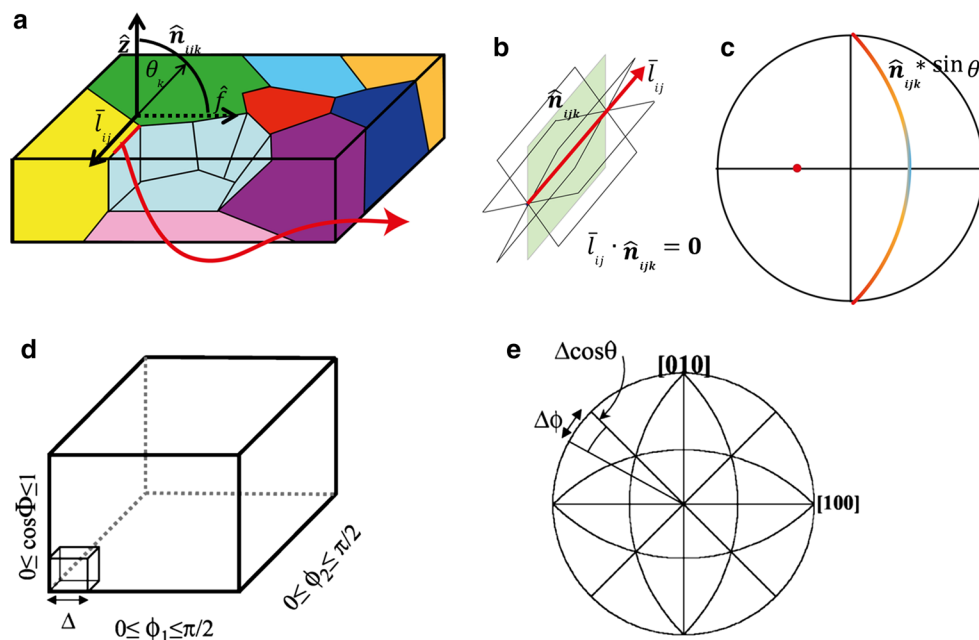 a
ẑ
n̂ijk
θk
f̂
l̄ij
b
l̄ij
n̂ijk
l̄ij · n̂ijk = 0
c
n̂ijk * sin θ
d
0≤ cosΦ≤1
Δ
0≤ ϕ1≤π/2
0≤ ϕ2≤ π/2
e
Δcosθ
[010]
Δϕ
[100]